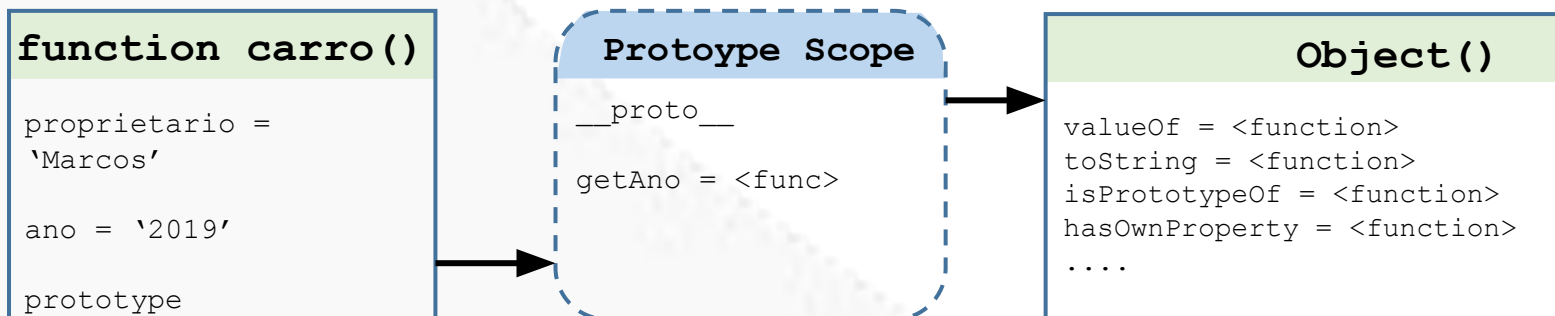 function carro()
proprietario =
‘Marcos’
ano = ‘2019’
prototype
Protoype Scope
__proto__
getAno = <func>
Object()
valueOf = <function>
toString = <function>
isPrototypeOf = <function>
hasOwnProperty = <function>
....